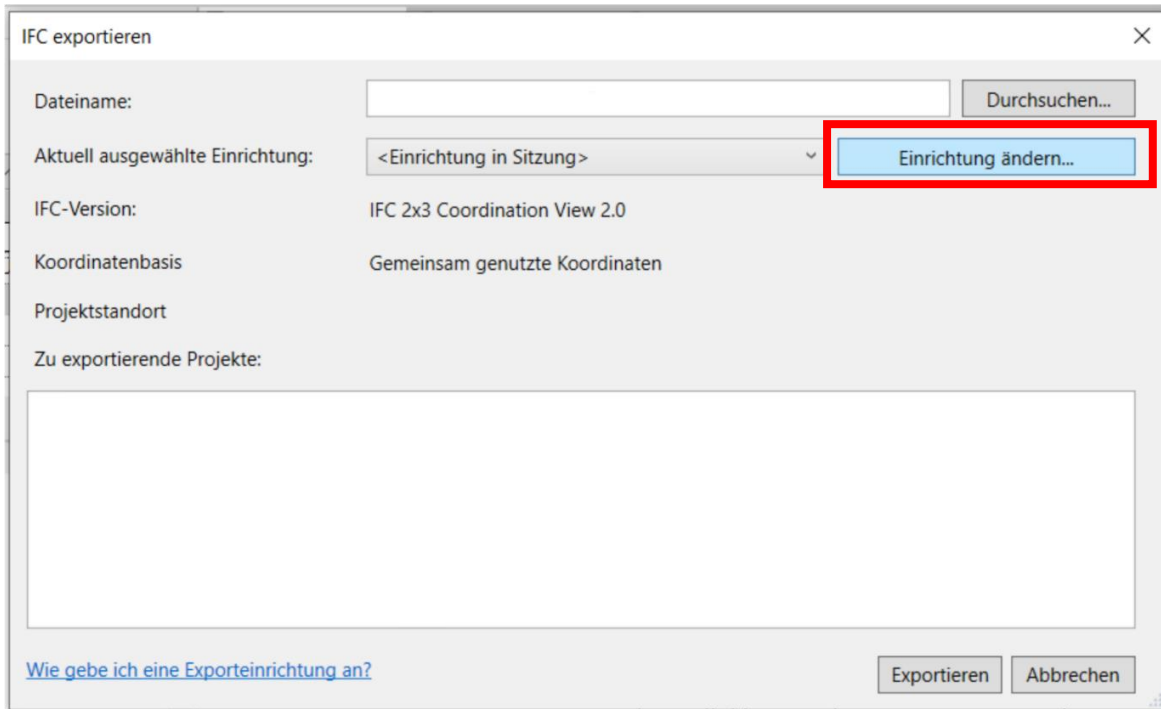 IFC exportieren
Dateiname:
Durchsuchen...
Aktuell ausgewählte Einrichtung:
<Einrichtung in Sitzung>
Einrichtung ändern...
IFC-Version:
IFC 2x3 Coordination View 2.0
Koordinatenbasis
Gemeinsam genutzte Koordinaten
Projektstandort
Zu exportierende Projekte:
Wie gebe ich eine Exporteinrichtung an?
Exportieren
Abbrechen